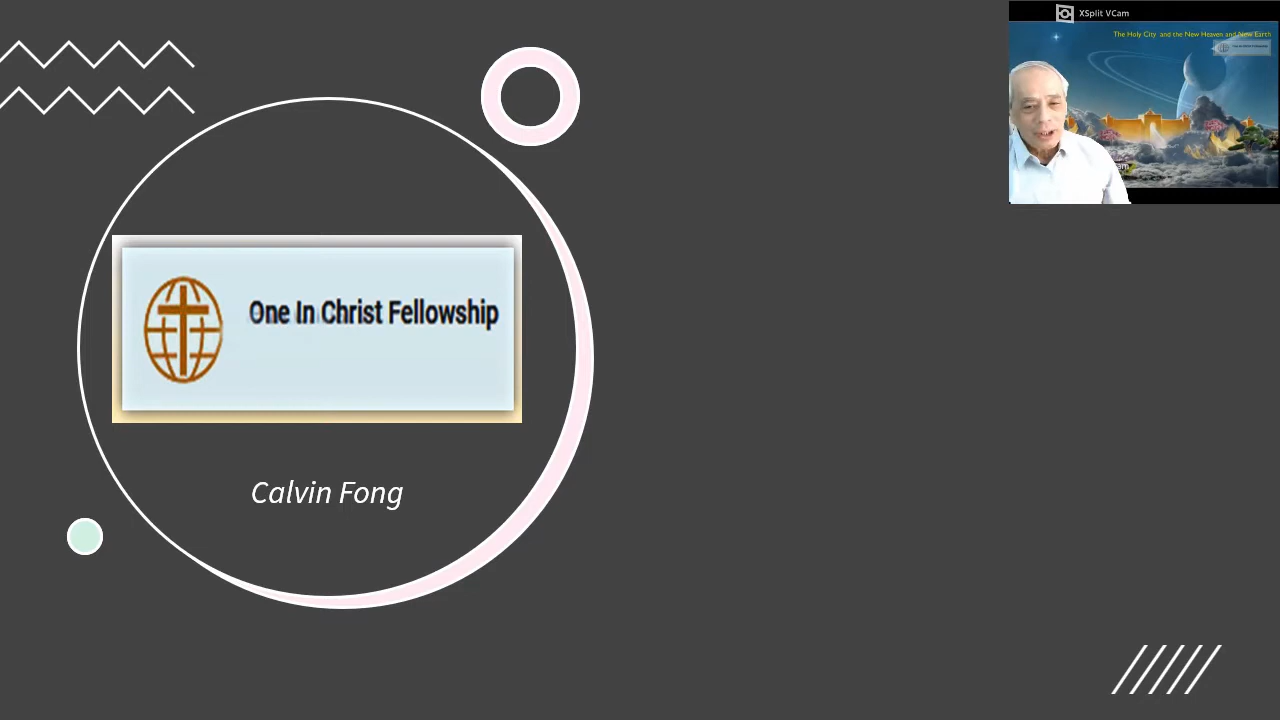 XSplit VCam
The Holy City and the New Heaven and New Earth
One In Christ Fellowship
Calvin Fong